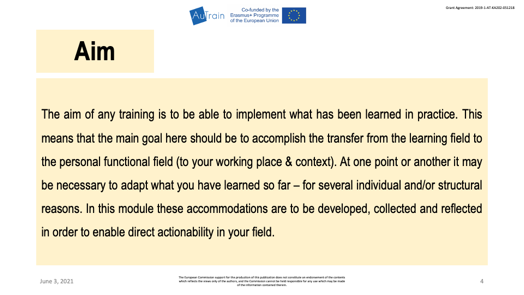 Grant Agreement: 2019-1-AT-KA202-051218
AuTrain
Co-funded by the
Erasmus+ Programme
of the European Union
Aim
The aim of any training is to be able to implement what has been learned in practice. This
means that the main goal here should be to accomplish the transfer from the learning field to
the personal functional field (to your working place & context). At one point or another it may
be necessary to adapt what you have learned so far – for several individual and/or structural
reasons. In this module these accommodations are to be developed, collected and reflected
in order to enable direct actionability in your field.
June 3, 2021
The European Commission support for the production of this publication does not constitute an endorsement of the contents
which reflects the views only of the authors, and the Commission cannot be held responsible for any use which may be made
of the information contained therein.
4